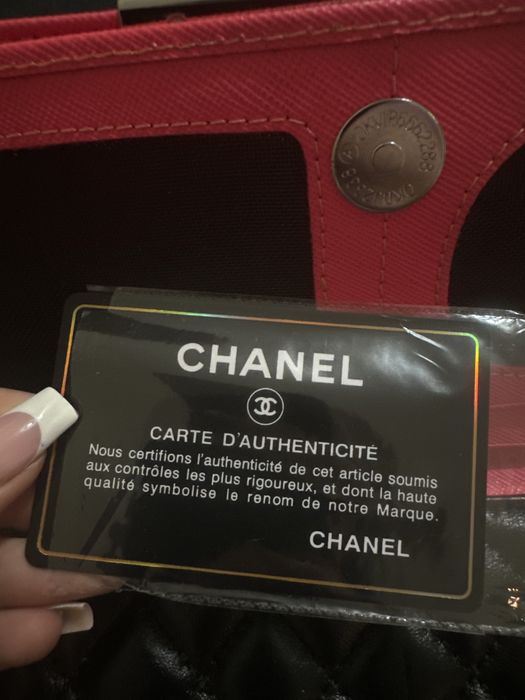 CHANEL
CARTE D'AUTHENTICITÉ
Nous certifions l'authenticité de cet article soumis
aux contrôles les plus rigoureux, et dont la haute
qualité symbolise le renom de notre Marque.
CHANEL